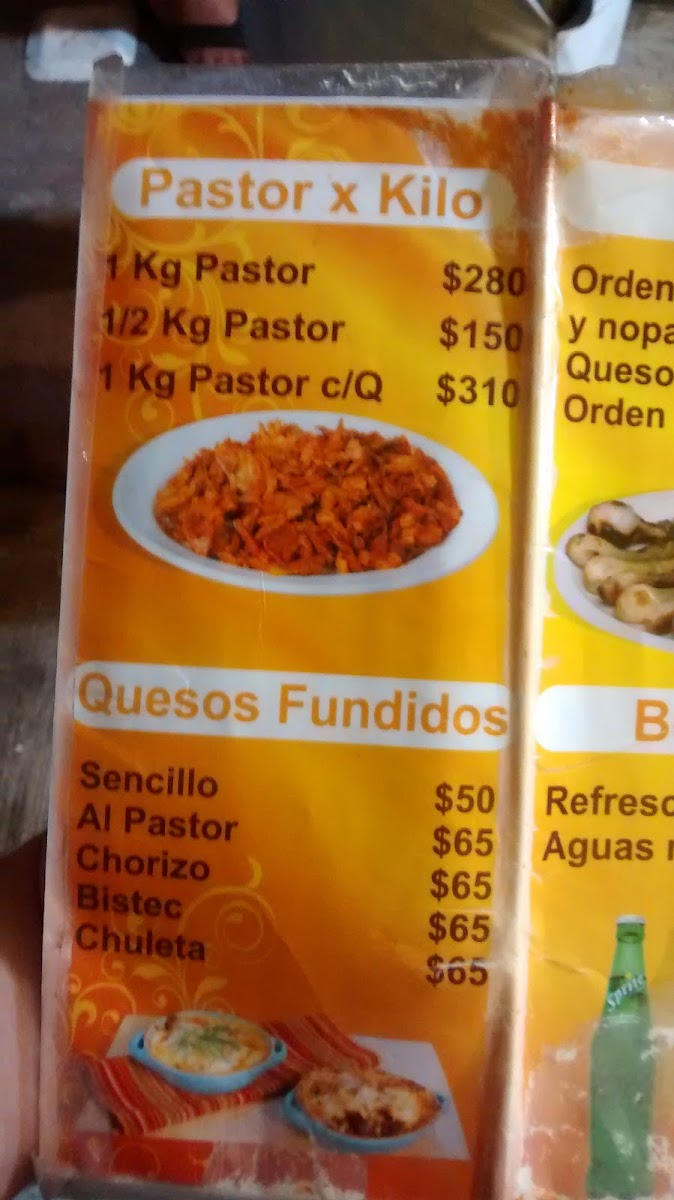 Pastor x Kilo
1 Kg Pastor $280
1/2 Kg Pastor $150
1 Kg Pastor c/Q $310
Quesos Fundidos
Sencillo $50
Al Pastor $65
Chorizo $65
Bistec $65
Chuleta $65
Orden
y nopa
Queso
Orden
B
Refresc
Aguas
Sprite